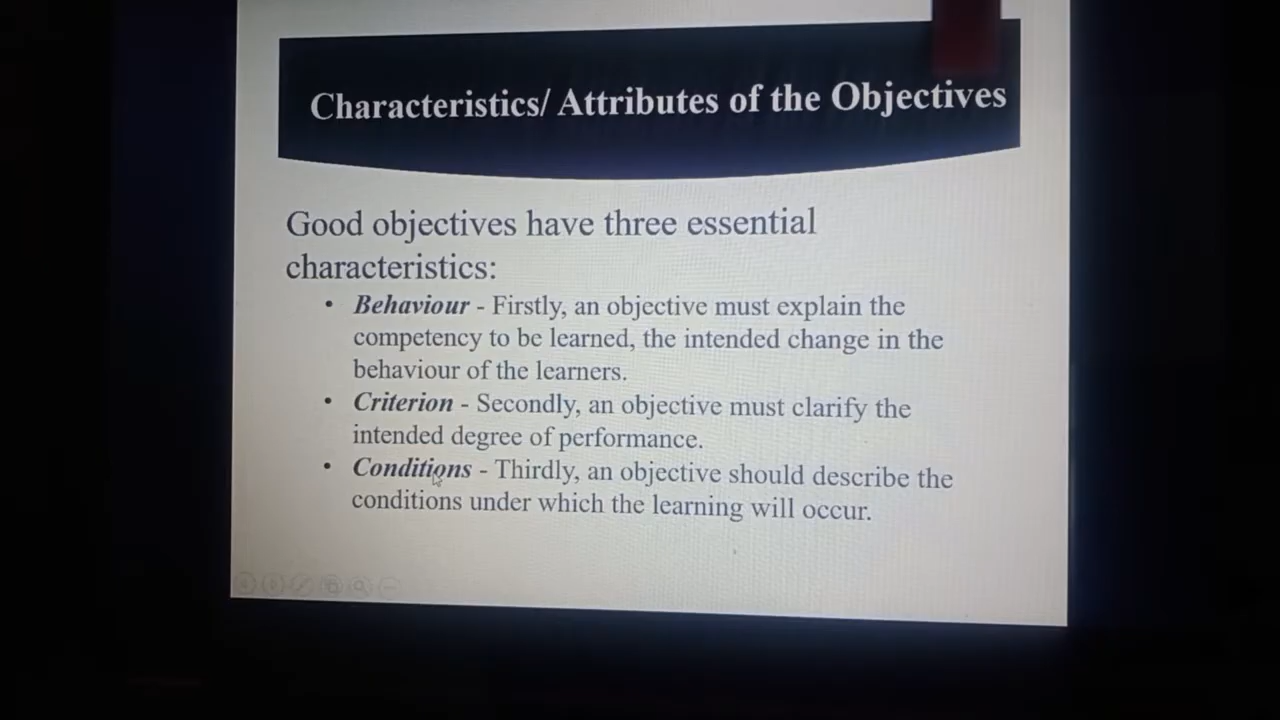 Characteristics/ Attributes of the Objectives
Good objectives have three essential
characteristics:
• Behaviour - Firstly, an objective must explain the
competency to be learned, the intended change in the
behaviour of the learners.
• Criterion - Secondly, an objective must clarify the
intended degree of performance.
• Conditions - Thirdly, an objective should describe the
conditions under which the learning will occur.